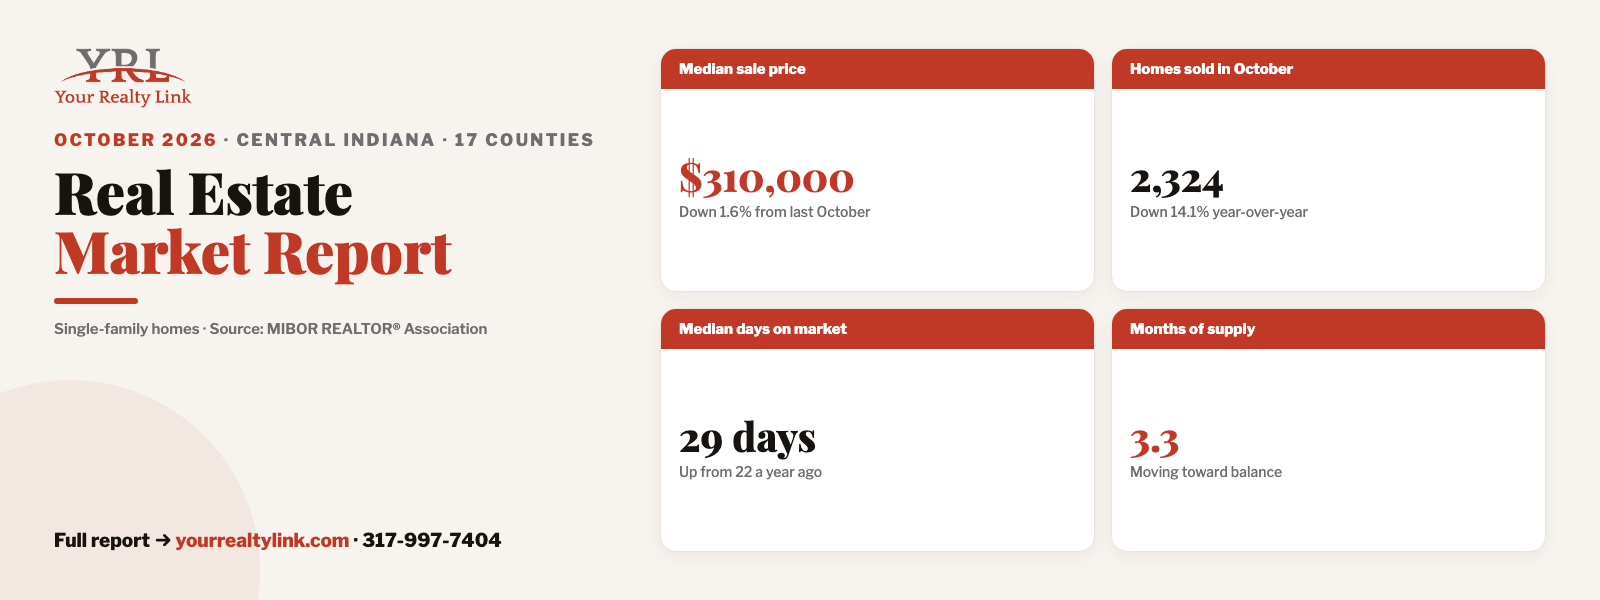 YRL
Your Realty Link
OCTOBER 2026 · CENTRAL INDIANA · 17 COUNTIES
Real Estate
Market Report
Single-family homes · Source: MIBOR REALTOR® Association
Full report → yourrealtylink.com · 317-997-7404
Median sale price
$310,000
Down 1.6% from last October
Homes sold in October
2,324
Down 14.1% year-over-year
Median days on market
29 days
Up from 22 a year ago
Months of supply
3.3
Moving toward balance